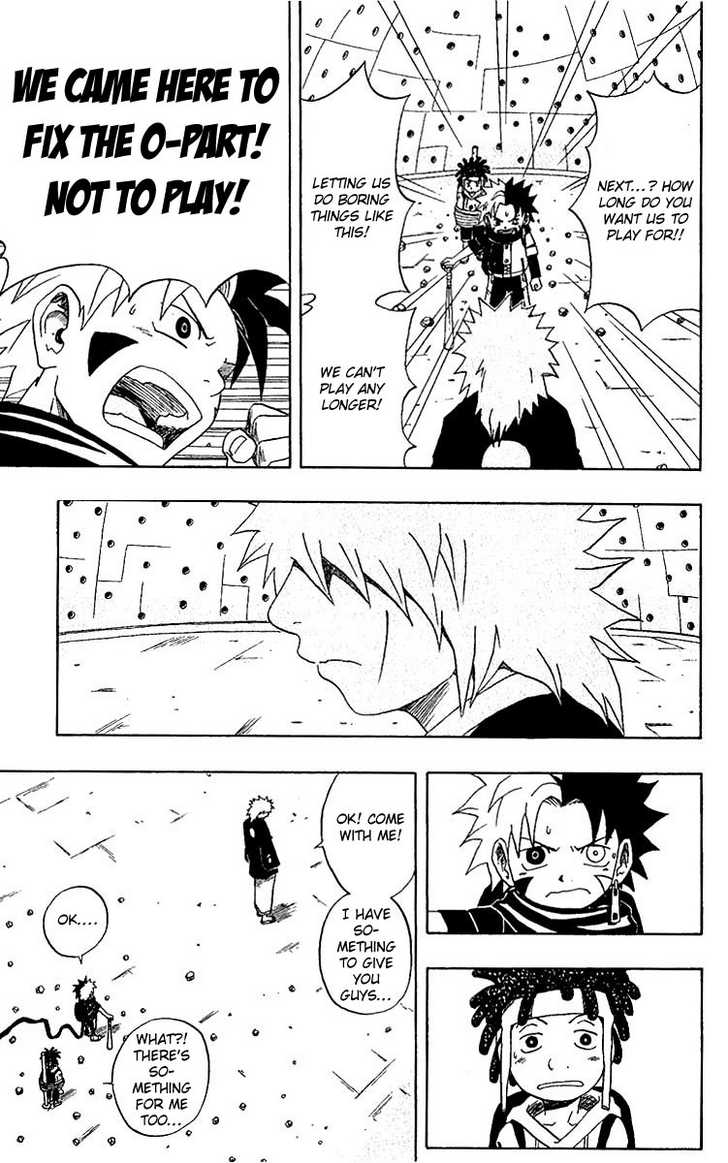 NEXT...? HOW
LONG DO YOU
WANT US TO
PLAY FOR!!
LETTING US
DO BORING
THINGS LIKE
THIS!
WE CAN'T
PLAY ANY
LONGER!
WE CAME HERE TO
FIX THE O-PART!
NOT TO PLAY!
OK! COME
WITH ME!
I HAVE
SO-
METHING
TO GIVE
YOU
GUYS...
OK....
WHAT?!
THERE'S
SO-
METHING
FOR ME
TOO...